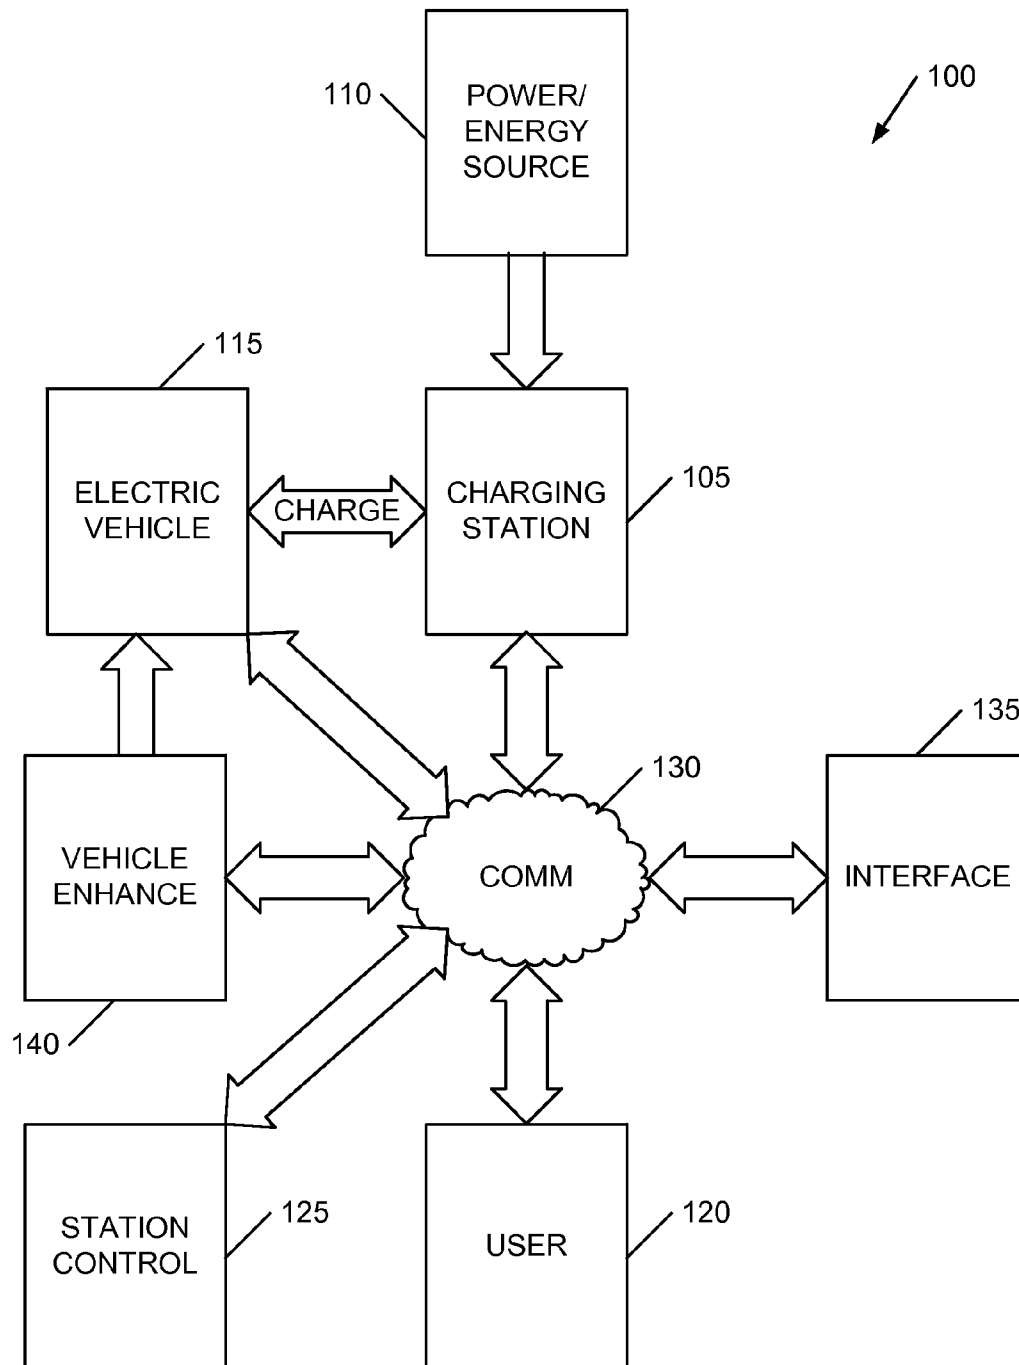 110
POWER/
ENERGY
SOURCE
100
115
ELECTRIC
VEHICLE
CHARGE
CHARGING
STATION
105
130
135
VEHICLE
ENHANCE
COMM
INTERFACE
140
STATION
CONTROL
125
USER
120